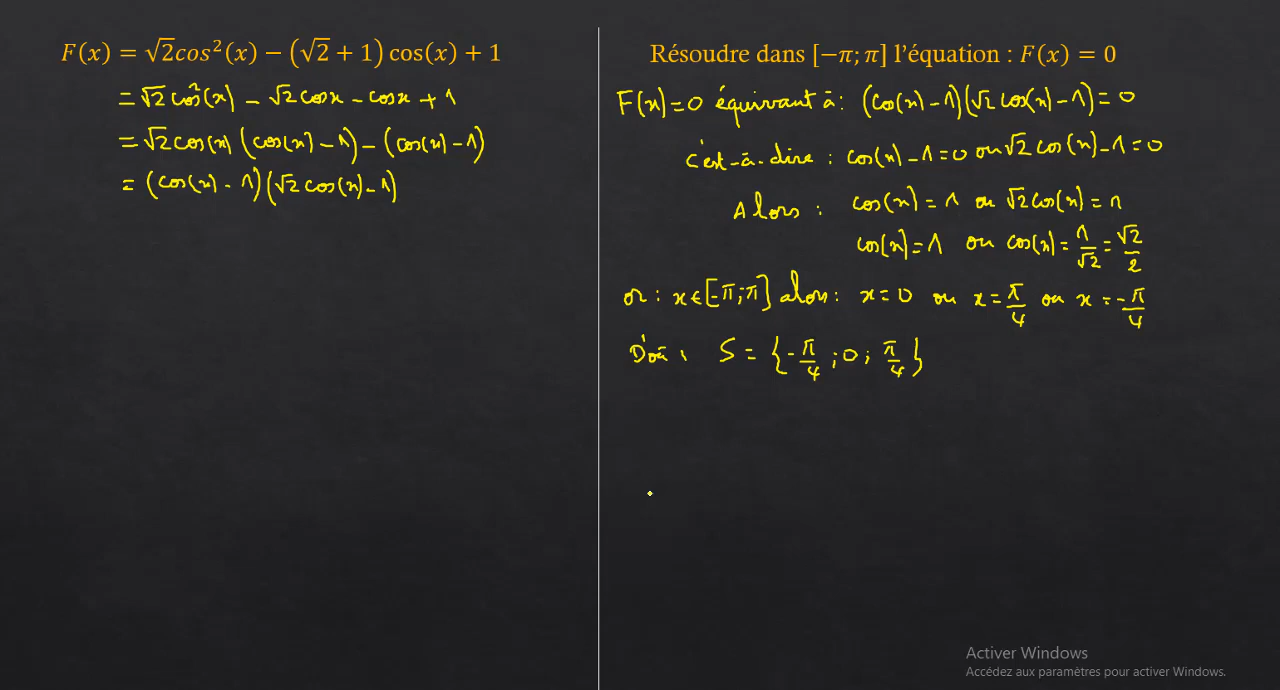 F(x) = √2cos²(x) − (√2 + 1) cos(x) + 1
= √2 cos²(x) − √2 cosx − cosx + 1
= √2 cos(x) (cos(x) − 1) − (cos(x) − 1)
= (cos(x) − 1)(√2 cos(x) − 1)
Résoudre dans [−π; π] l'équation : F(x) = 0
F(x) = 0 équivaut à : (cos(x) − 1)(√2 cos(x) − 1) = 0
c'est-à-dire : cos(x) − 1 = 0 ou √2 cos(x) − 1 = 0
Alors : cos(x) = 1 ou √2 cos(x) = 1
cos(x) = 1 ou cos(x) = 1/√2 = √2/2
or : x ∈ [−π ; π] alors : x = 0 ou x = π/4 ou x = −π/4
D'où : S = {−π/4 ; 0 ; π/4}
Activer Windows
Accédez aux paramètres pour activer Windows.